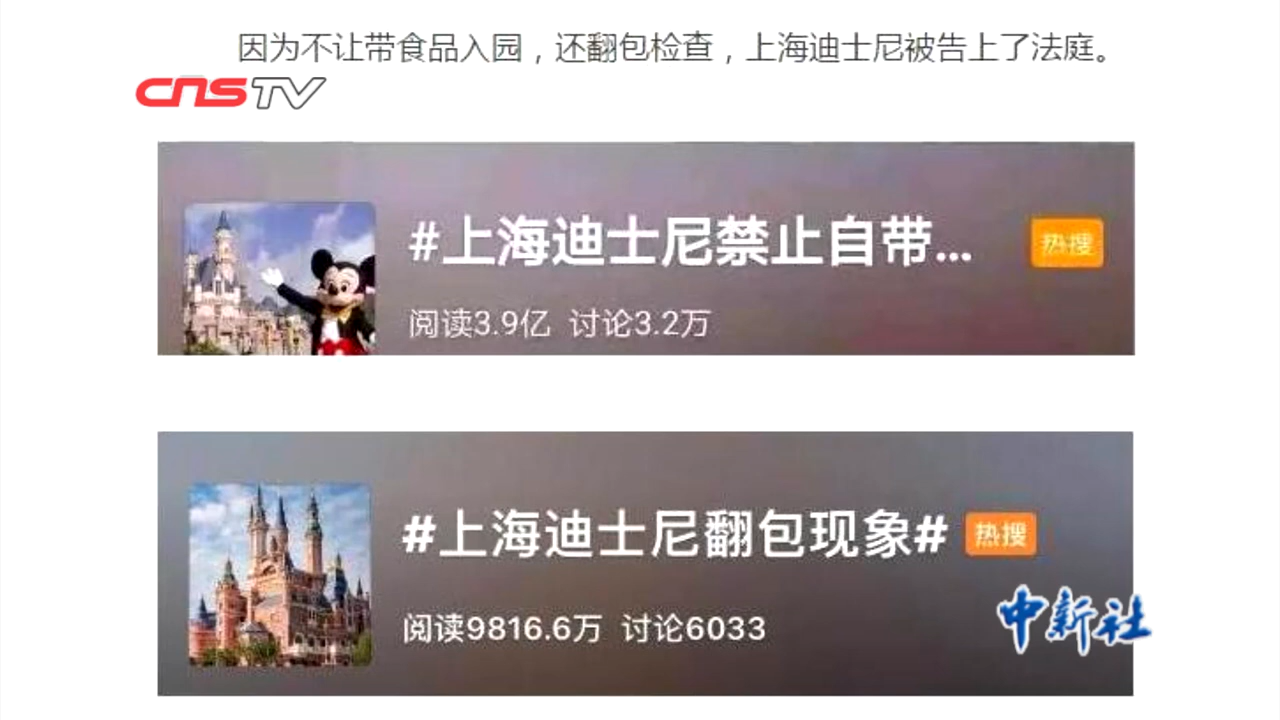 因为不让带食品入园，还翻包检查，上海迪士尼被告上了法庭。
CNSTV
#上海迪士尼禁止自带...
热搜
阅读3.9亿 讨论3.2万
#上海迪士尼翻包现象#
热搜
阅读9816.6万 讨论6033
中新社